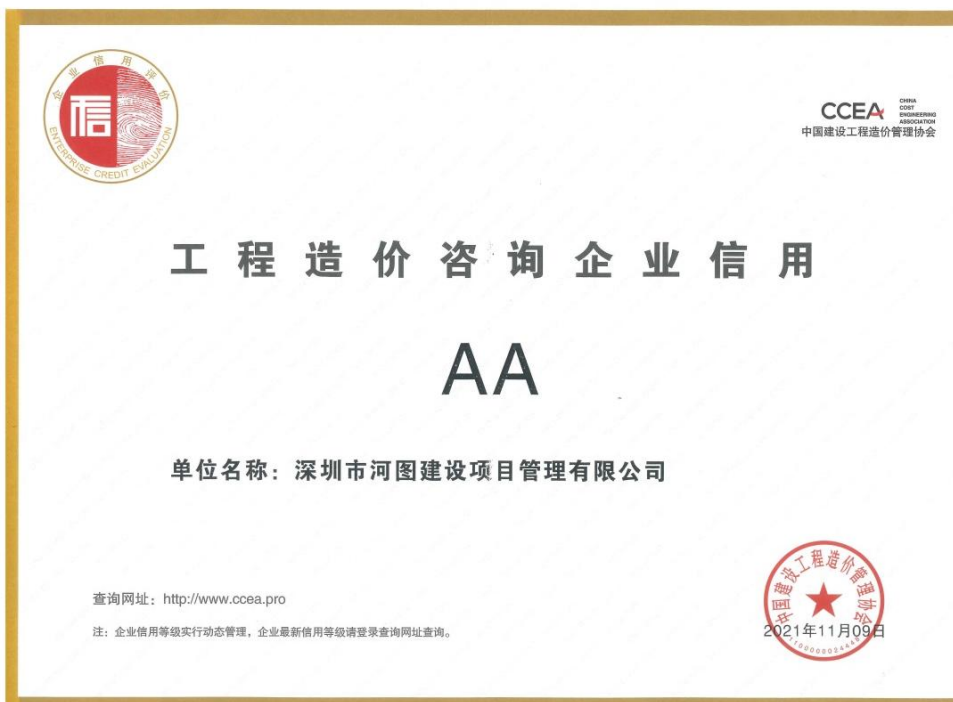 企业信用评价
信
ENTERPRISE CREDIT EVALUATION
CCEA
CHINA
COST
ENGINEERING
ASSOCIATION
中国建设工程造价管理协会
工程造价咨询企业信用
AA
单位名称：深圳市河图建设项目管理有限公司
查询网址：http://www.ccea.pro
注：企业信用等级实行动态管理，企业最新信用等级请登录查询网址查询。
中国建设工程造价管理协会
2021年11月09日